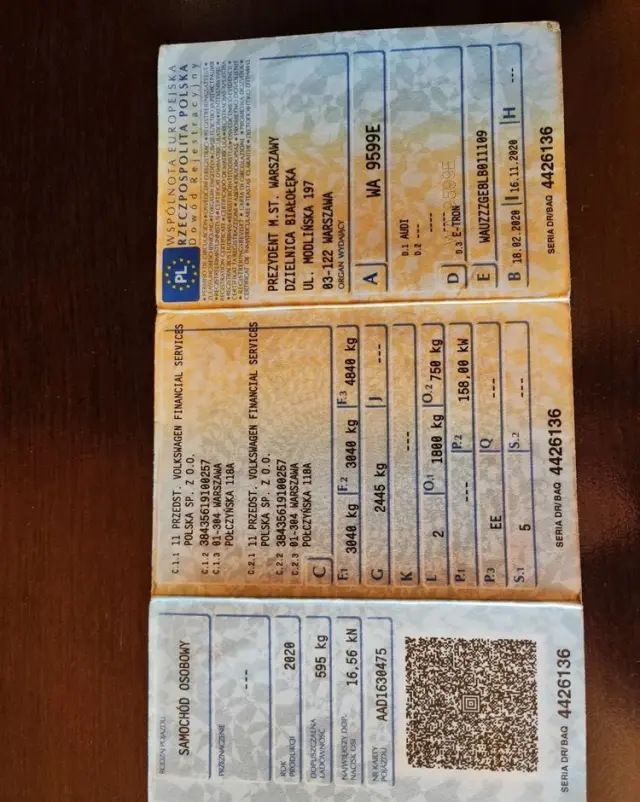 PL
WSPÓLNOTA EUROPEJSKA
RZECZPOSPOLITA POLSKA
Dowód Rejestracyjny
PREZYDENT M.ST. WARSZAWY
DZIELNICA BIAŁOŁĘKA
UL. MODLIŃSKA 197
03-122 WARSZAWA
ORGAN WYDAJĄCY
A WA 9599E
D.1 AUDI
D.2 ----
D ----
D.3 E-TRON
E WAUZZZGEBLB011109
B 18.02.2020 I 16.11.2020 H ---
SERIA DR/BAQ 4426136
C.1.1 11 PRZEDST. VOLKSWAGEN FINANCIAL SERVICES
POLSKA SP. Z O.O.
C.1.2 38435619100257
C.1.3 01-304 WARSZAWA
POŁCZYŃSKA 118A
C.2.1 11 PRZEDST. VOLKSWAGEN FINANCIAL SERVICES
POLSKA SP. Z O.O.
C.2.2 38435619100257
C.2.3 01-304 WARSZAWA
POŁCZYŃSKA 118A
C
F.1 3040 kg F.2 3040 kg F.3 4840 kg
G 2445 kg J ---
K ---
L 2 O.1 1800 kg O.2 750 kg
P.1 --- P.2 158,00 kW
P.3 EE Q ---
S.1 5 S.2 ---
SERIA DR/BAQ 4426136
RODZAJ POJAZDU
SAMOCHÓD OSOBOWY
PRZEZNACZENIE
---
ROK PRODUKCJI 2020
DOPUSZCZALNA ŁADOWNOŚĆ 595 kg
NAJWIĘKSZY DOP. NACISK OSI 16,56 kN
NR KARTY POJAZDU AAD1630475
SERIA DR/BAQ 4426136